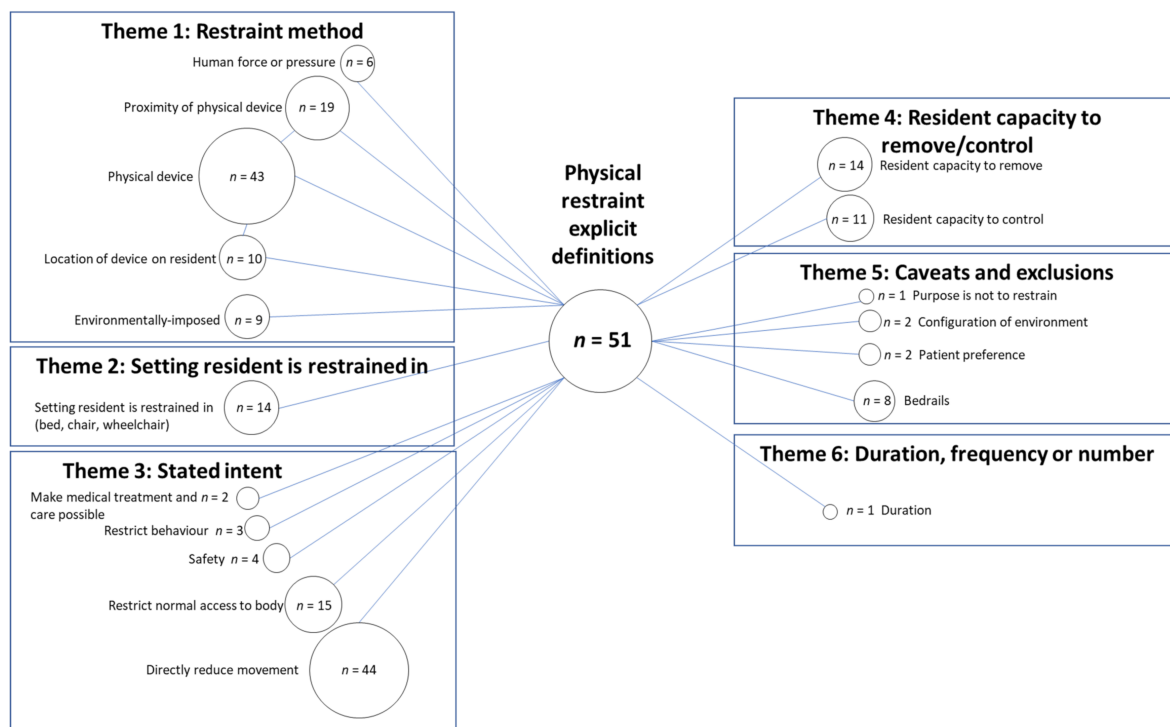 Theme 1: Restraint method
Human force or pressure
n = 6
Proximity of physical device
n = 19
Physical device
n = 43
Location of device on resident
n = 10
Environmentally-imposed
n = 9
Theme 2: Setting resident is restrained in
Setting resident is restrained in
(bed, chair, wheelchair)
n = 14
Theme 3: Stated intent
Make medical treatment and
care possible
n = 2
Restrict behaviour
n = 3
Safety
n = 4
Restrict normal access to body
n = 15
Directly reduce movement
n = 44
Physical
restraint
explicit
definitions
n = 51
Theme 4: Resident capacity to
remove/control
n = 14
Resident capacity to remove
n = 11
Resident capacity to control
Theme 5: Caveats and exclusions
n = 1 Purpose is not to restrain
n = 2 Configuration of environment
n = 2 Patient preference
n = 8
Bedrails
Theme 6: Duration, frequency or number
n = 1 Duration